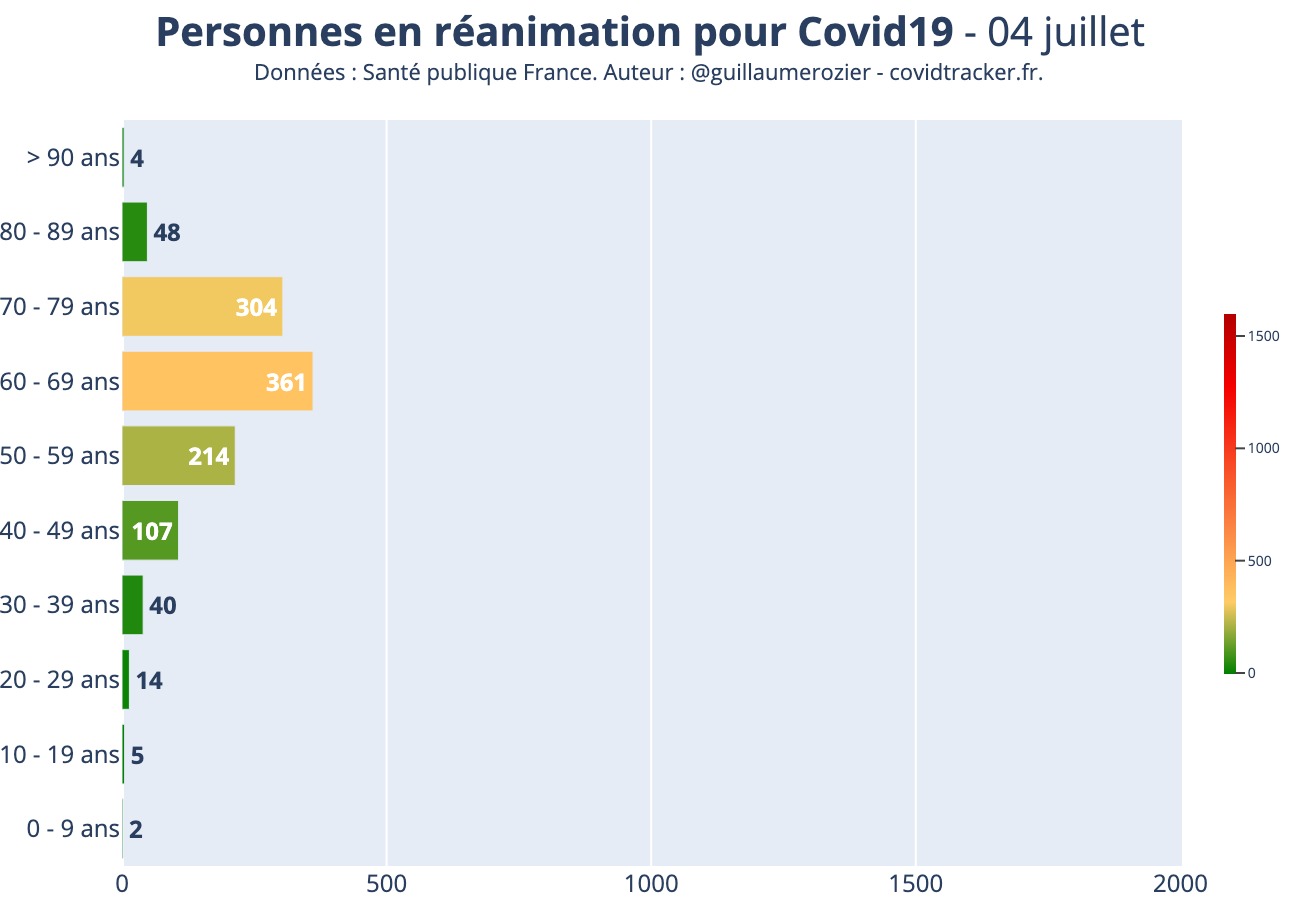 Personnes en réanimation pour Covid19 - 04 juillet
Données : Santé publique France. Auteur : @guillaumerozier - covidtracker.fr.
> 90 ans 4
80 - 89 ans 48
70 - 79 ans 304
60 - 69 ans 361
50 - 59 ans 214
40 - 49 ans 107
30 - 39 ans 40
20 - 29 ans 14
10 - 19 ans 5
0 - 9 ans 2
0 500 1000 1500 2000
1500
1000
500
0